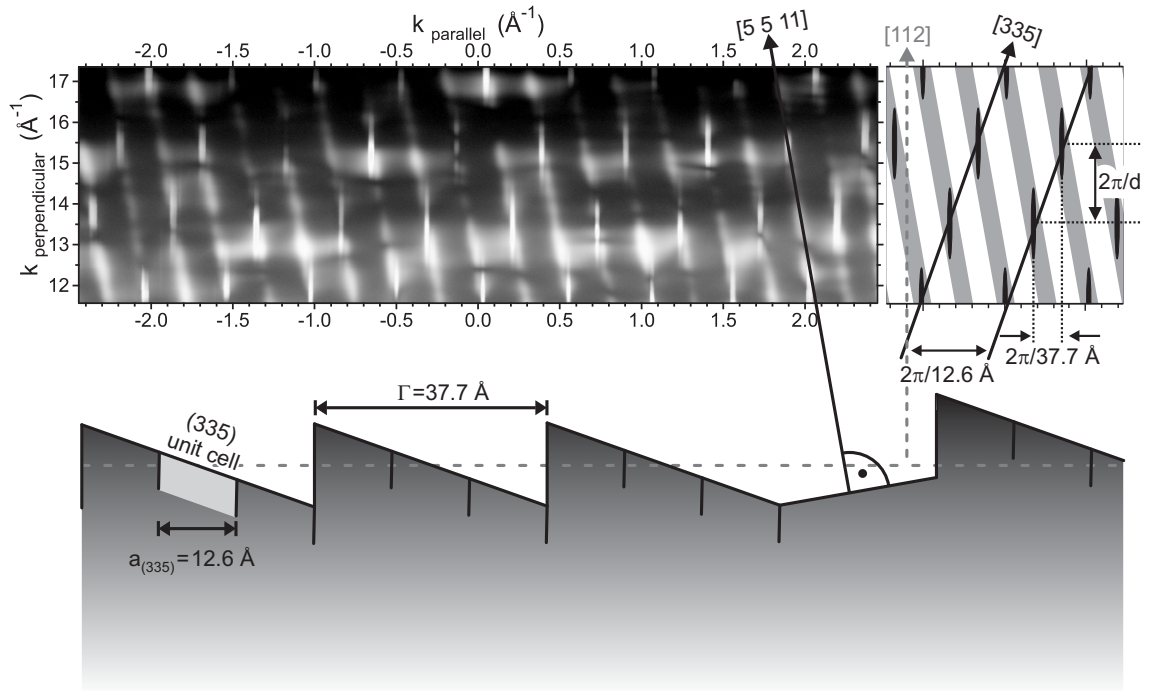 k parallel (Å-1)
-2.0 -1.5 -1.0 -0.5 0.0 0.5 1.0 1.5 2.0
[5 5 11]
[112]
[335]
k perpendicular (Å-1)
17
16
15
14
13
12
-2.0 -1.5 -1.0 -0.5 0.0 0.5 1.0 1.5 2.0
2π/d
2π/37.7 Å
2π/12.6 Å
Γ=37.7 Å
(335)
unit cell
a(335)=12.6 Å